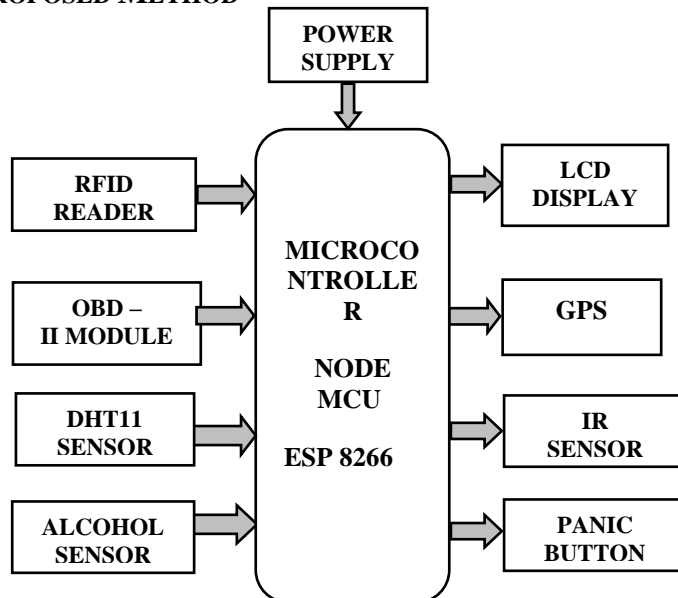 ROPOSED METHOD
POWER
SUPPLY
RFID
READER
OBD –
II MODULE
DHT11
SENSOR
ALCOHOL
SENSOR
MICROCO
NTROLLE
R
NODE
MCU
ESP 8266
LCD
DISPLAY
GPS
IR
SENSOR
PANIC
BUTTON